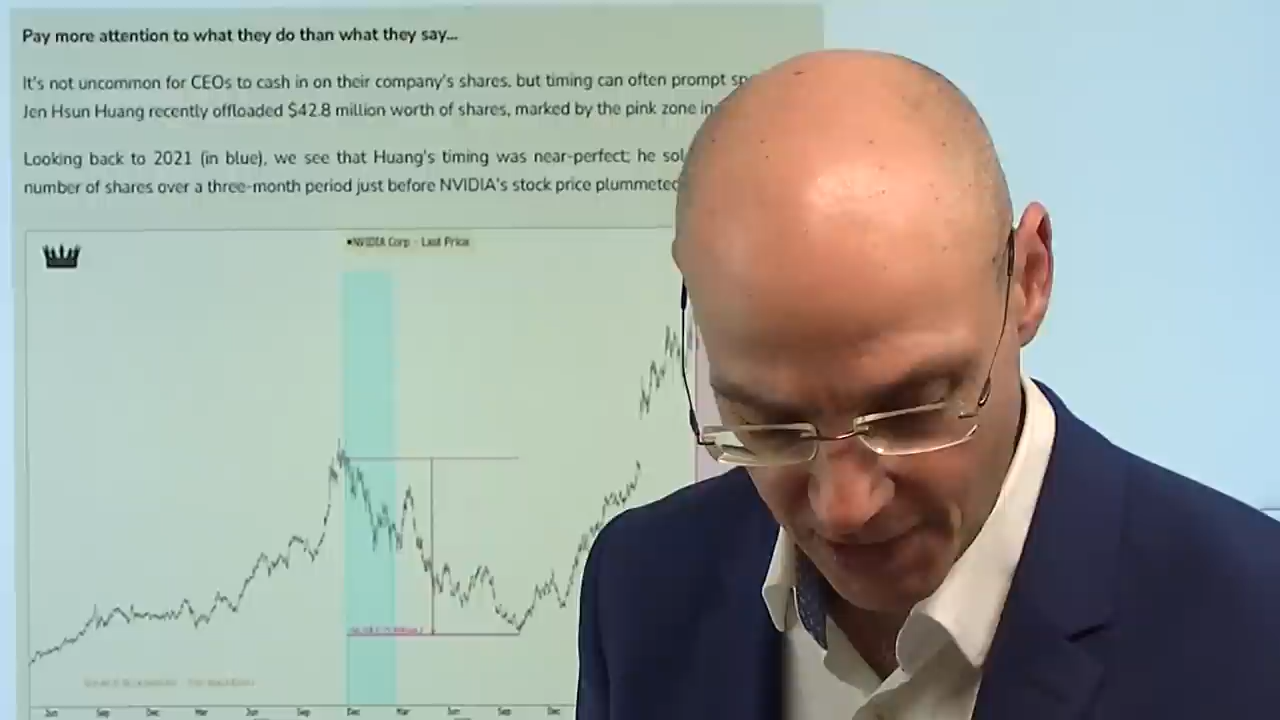 Pay more attention to what they do than what they say...
It's not uncommon for CEOs to cash in on their company's shares, but timing can often prompt sp
Jen Hsun Huang recently offloaded $42.8 million worth of shares, marked by the pink zone in
Looking back to 2021 (in blue), we see that Huang's timing was near-perfect; he sol
number of shares over a three-month period just before NVIDIA's stock price plummeted
NVIDIA Corp - Last Price
Jun Sep Dec Mar Jun Sep Dec Mar Jun Sep Dec